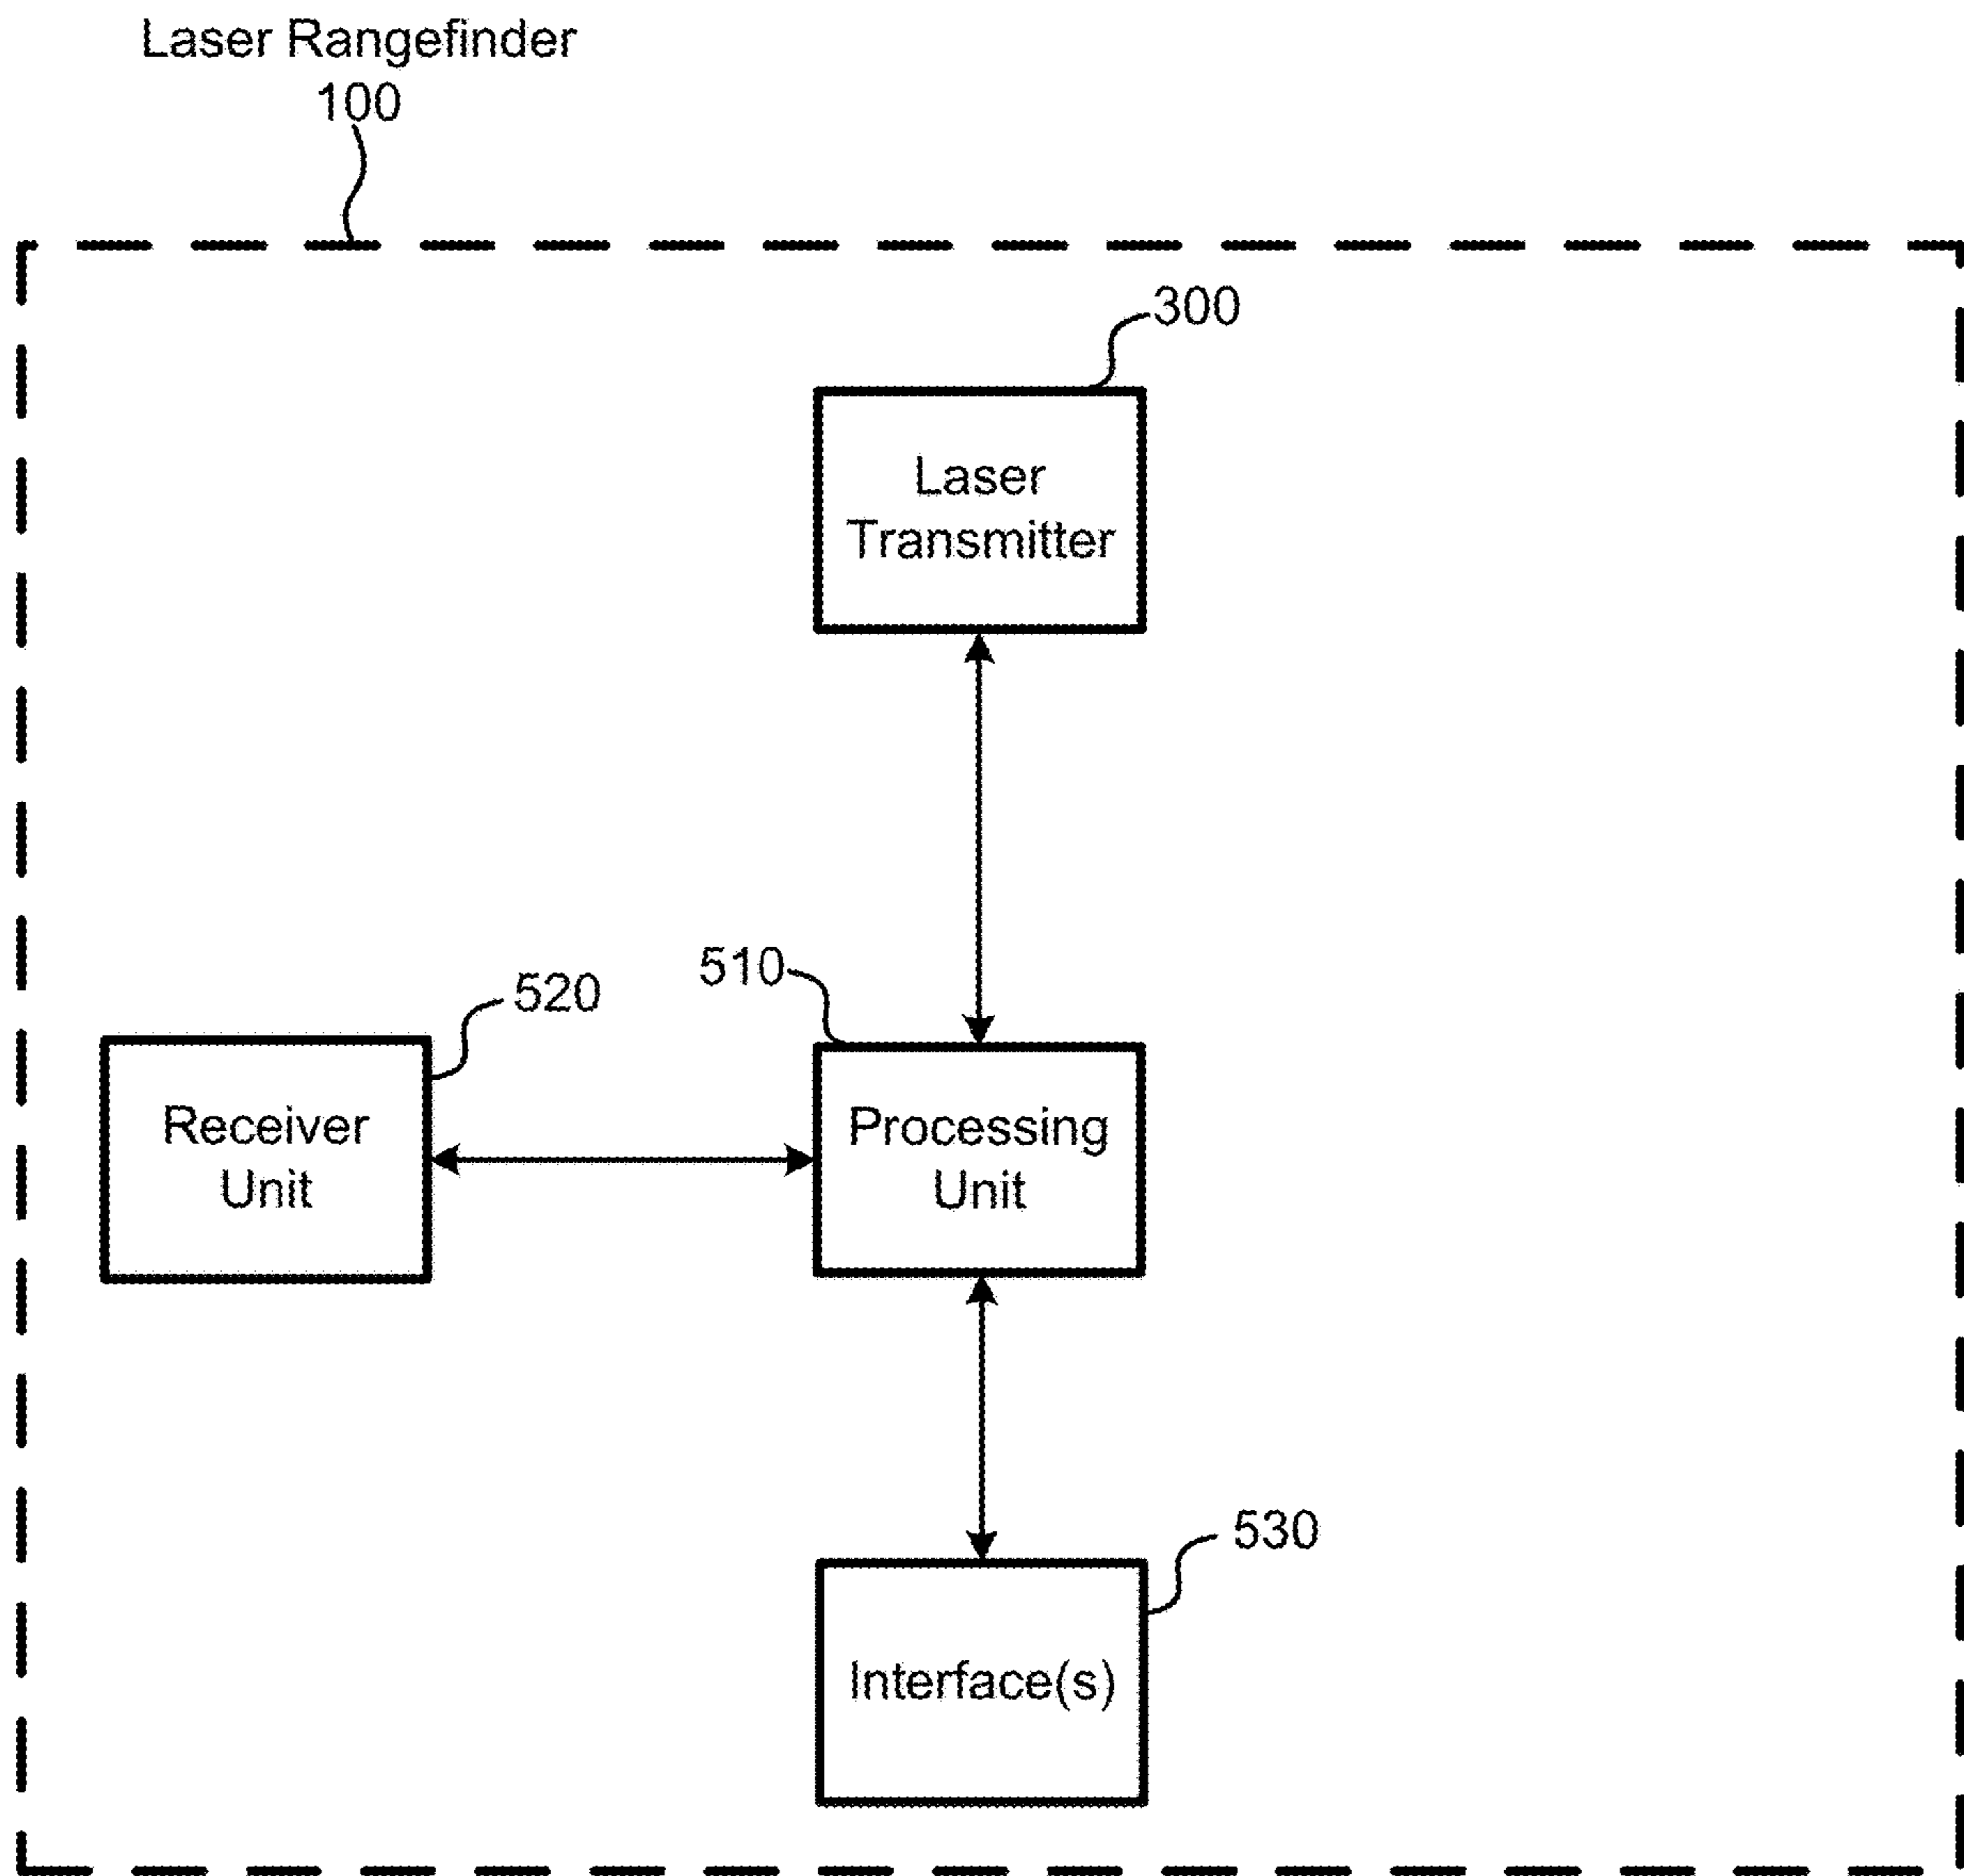 Laser Rangefinder
100
300
Laser
Transmitter
510
520
Receiver
Unit
Processing
Unit
530
Interface(s)